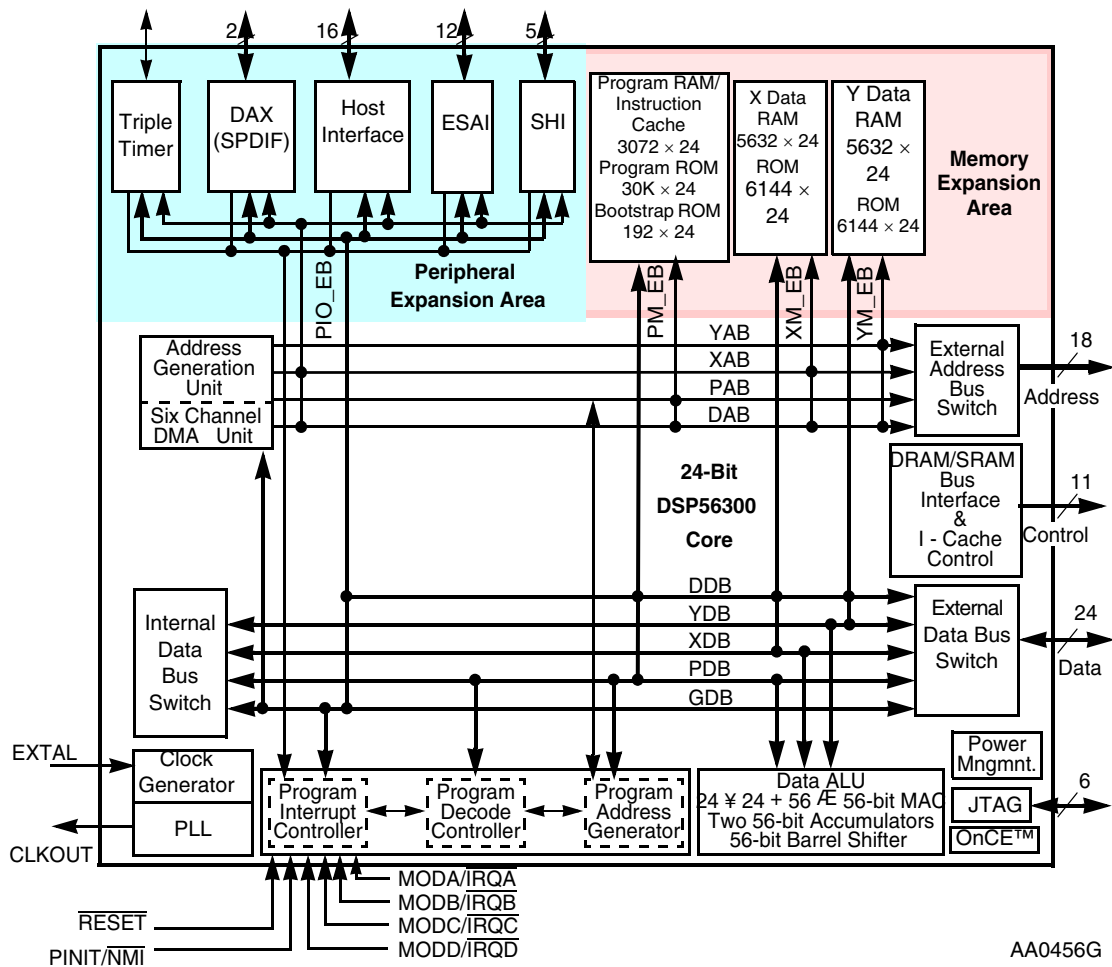 2
16
12
5
Triple
Timer
DAX
(SPDIF)
Host
Interface
ESAI
SHI
Program RAM/
Instruction
Cache
3072 × 24
Program ROM
30K × 24
Bootstrap ROM
192 × 24
X Data
RAM
5632 × 24
ROM
6144 ×
24
Y Data
RAM
5632 ×
24
ROM
6144 × 24
Memory
Expansion
Area
Peripheral
Expansion Area
PIO_EB
PM_EB
XM_EB
YM_EB
Address
Generation
Unit
Six Channel
DMA Unit
YAB
XAB
PAB
DAB
External
Address
Bus
Switch
18
Address
24-Bit
DSP56300
Core
DRAM/SRAM
Bus
Interface
&
I - Cache
Control
11
Control
Internal
Data
Bus
Switch
DDB
YDB
XDB
PDB
GDB
External
Data Bus
Switch
24
Data
EXTAL
Clock
Generator
PLL
CLKOUT
Program
Interrupt
Controller
Program
Decode
Controller
Program
Address
Generator
Data ALU
24 ¥ 24 + 56 Æ 56-bit MAC
Two 56-bit Accumulators
56-bit Barrel Shifter
Power
Mngmnt.
JTAG
OnCE™
6
MODA/IRQA
MODB/IRQB
MODC/IRQC
MODD/IRQD
RESET
PINIT/NMI
AA0456G